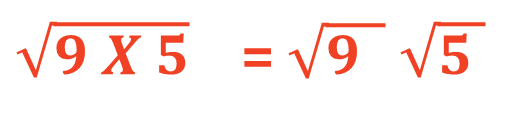 √9 X 5 = √9 √5